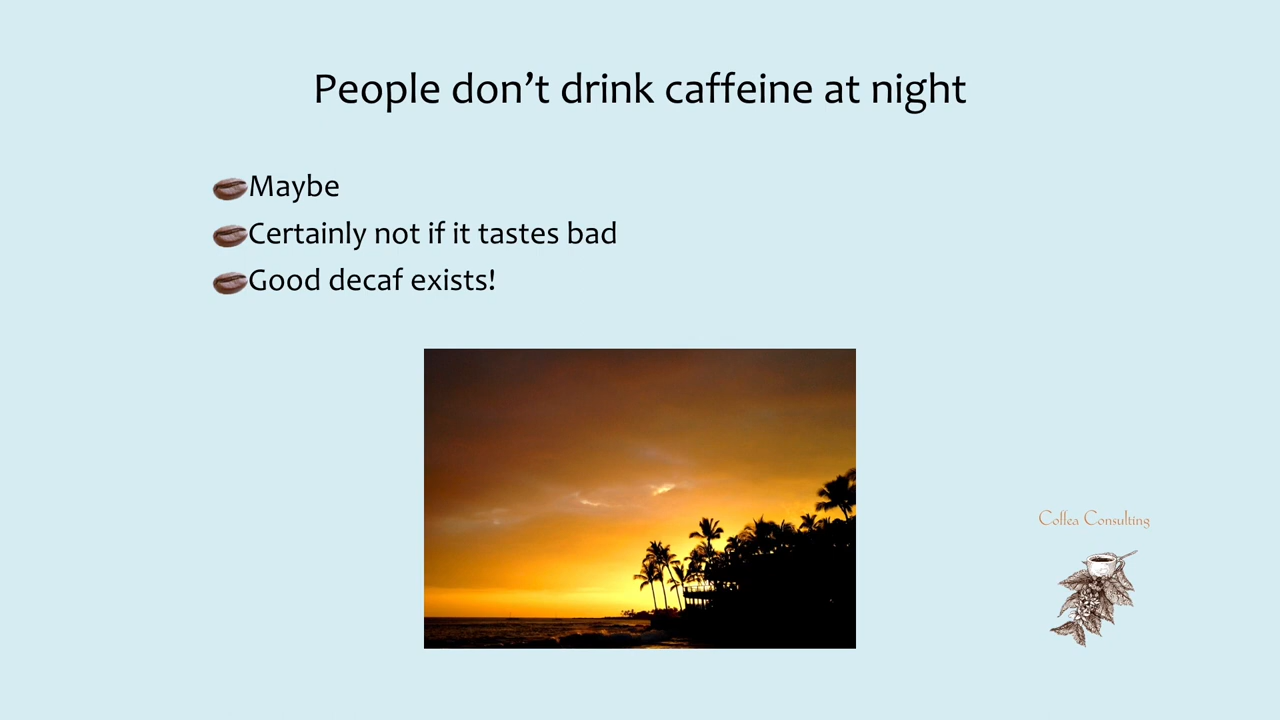 People don’t drink caffeine at night
Maybe
Certainly not if it tastes bad
Good decaf exists!
Coffea Consulting